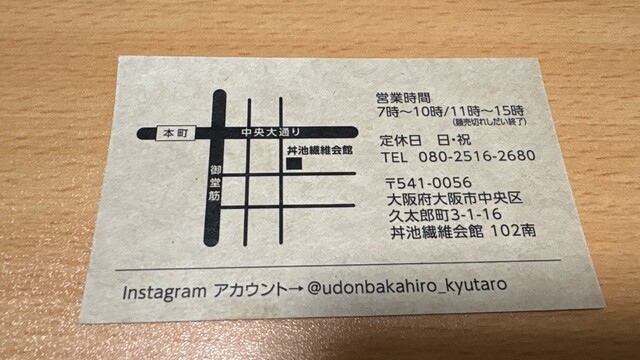 本町
中央大通り
丼池繊維会館
御堂筋
営業時間
7時〜10時/11時〜15時
(麺売切れしだい終了)
定休日 日・祝
TEL 080-2516-2680
〒541-0056
大阪府大阪市中央区
久太郎町3-1-16
丼池繊維会館 102南
Instagram アカウント→ @udonbakahiro_kyutaro